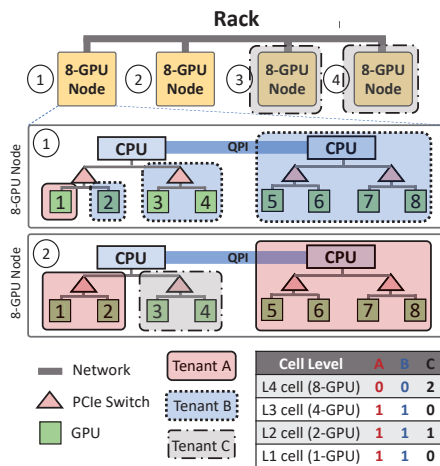 Rack
1 8-GPU Node
2 8-GPU Node
3 8-GPU Node
4 8-GPU Node
8-GPU Node
1
CPU QPI CPU
1 2 3 4 5 6 7 8
8-GPU Node
2
CPU QPI CPU
1 2 3 4 5 6 7 8
Network
PCIe Switch
GPU
Tenant A
Tenant B
Tenant C
Cell Level A B C
L4 cell (8-GPU) 0 0 2
L3 cell (4-GPU) 1 1 0
L2 cell (2-GPU) 1 1 1
L1 cell (1-GPU) 1 1 0